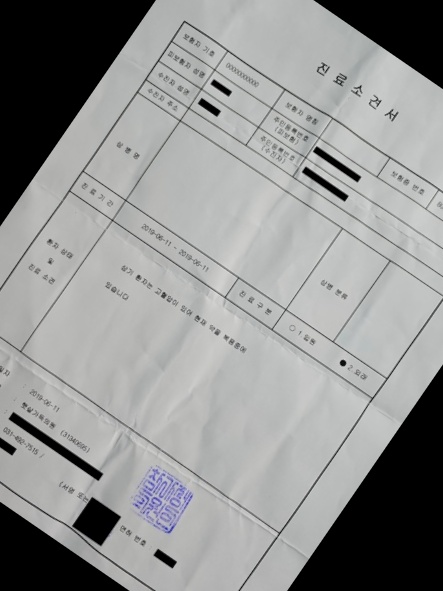 진료소견서
보험자 기호 0000000000 보험자 명칭 보험증 번호
피보험자 성명 주민등록번호 (피보험)
수진자 성명 주민등록번호 (수진자)
수진자 주소
상 병 명 상병 분류
진 료 기 간 2019-06-11 ~ 2019-06-11 진 료 구 분 ○ 1.입원 ● 2.외래
환자 상태 및 진료 소견
상기 환자는 고혈압이 있어 현재 약물 복용중에
있습니다
: 2019-06-11
: (31340595)
: 031-492-7515 /
(서명 또는
면허 번호